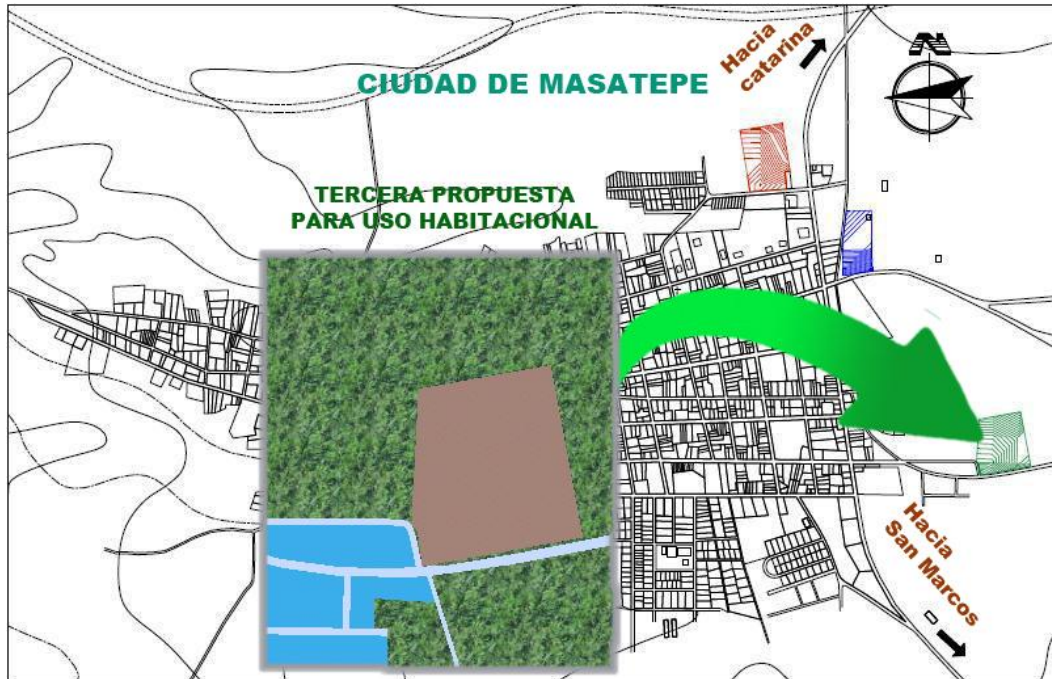 Hacia
catarina
N
CIUDAD DE MASATEPE
TERCERA PROPUESTA
PARA USO HABITACIONAL
Hacia
San Marcos